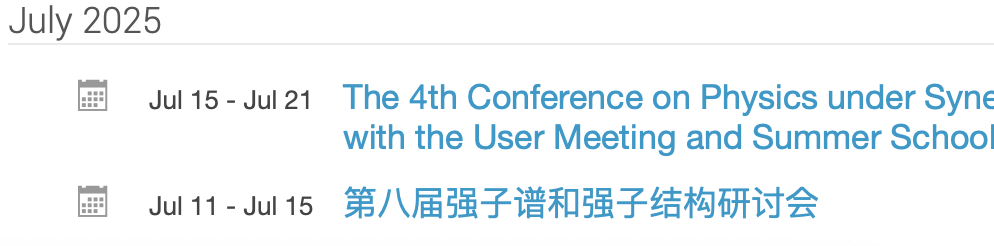 July 2025
Jul 15 - Jul 21 The 4th Conference on Physics under
with the User Meeting and Summer School
Jul 11 - Jul 15 第八届强子谱和强子结构研讨会